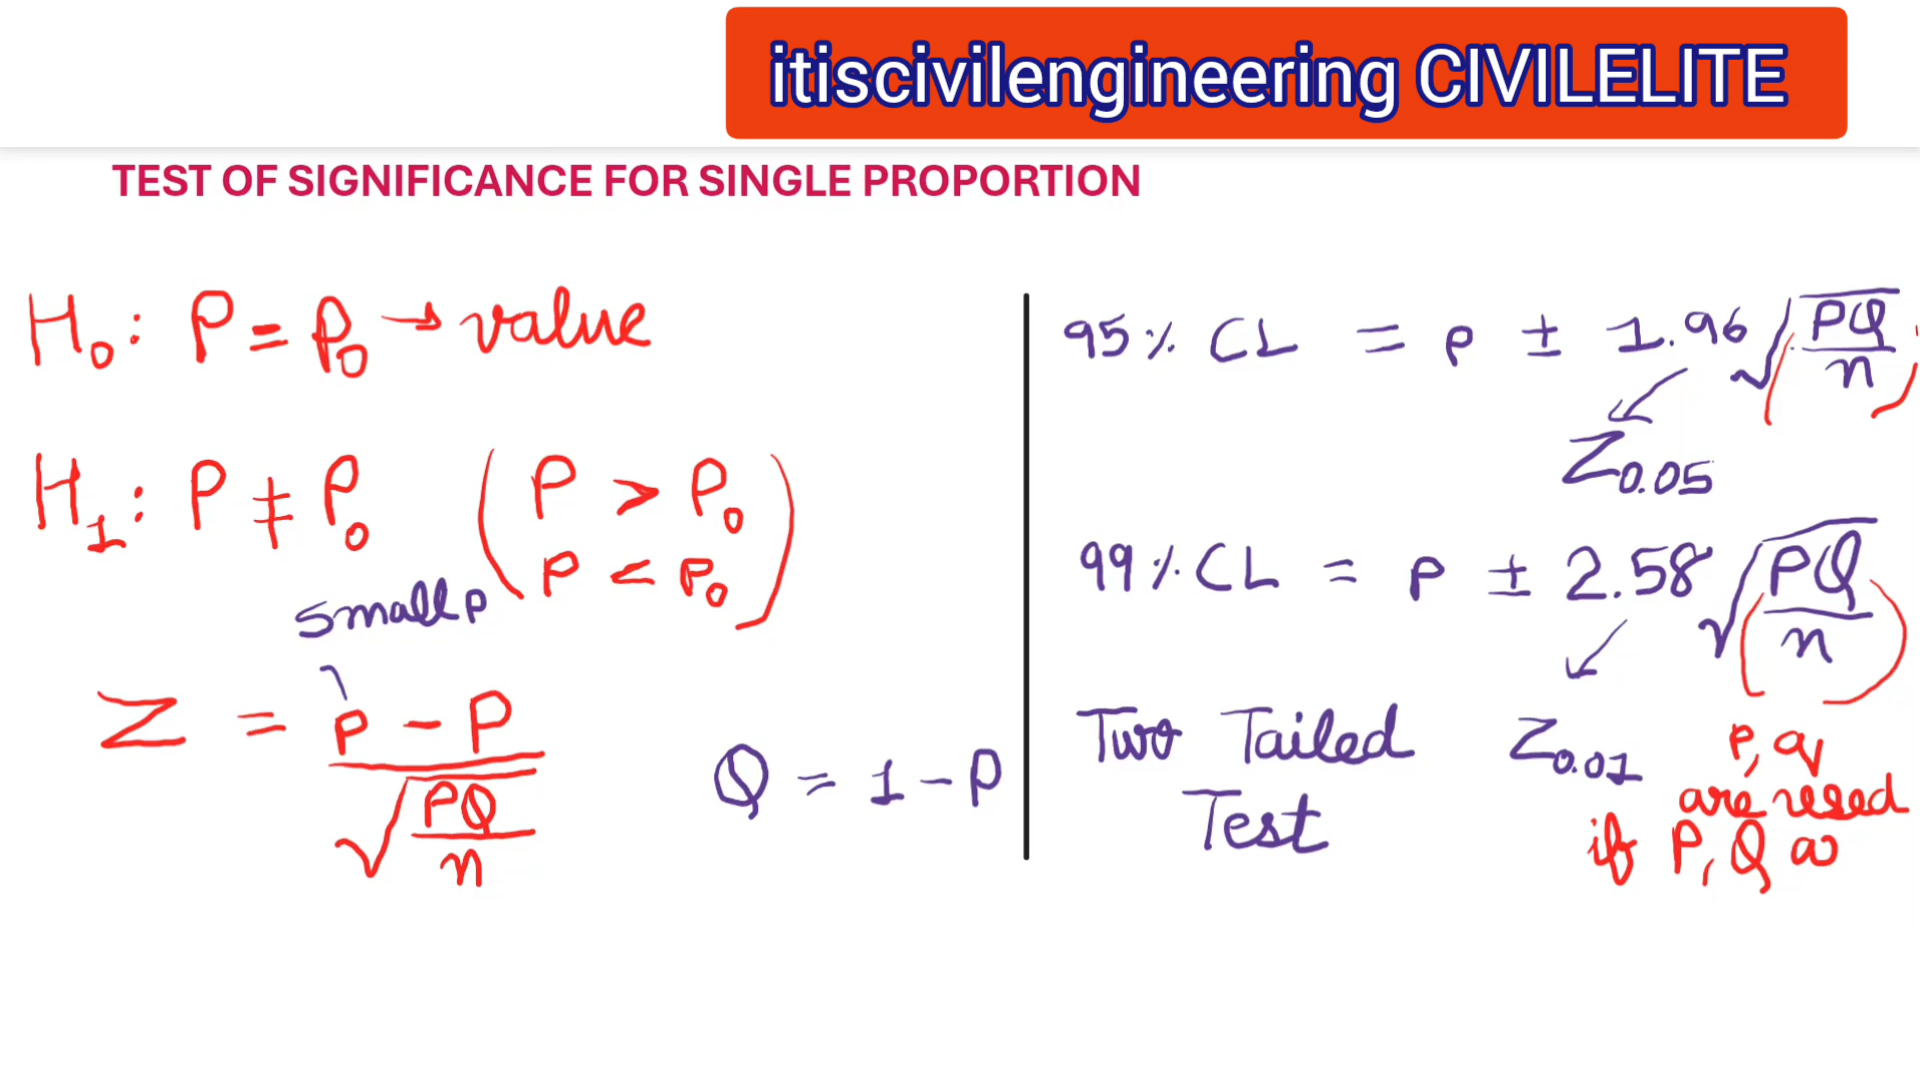 itiscivilengineering CIVILELITE
TEST OF SIGNIFICANCE FOR SINGLE PROPORTION
H₀ : P = P₀ → value
H₁ : P ≠ P₀ ( P > P₀
P < P₀ )
small p
Z = p - P / √(PQ/n)
Q = 1 - P
95% CL = p ± 1.96 √(PQ/n)
Z0.05
99% CL = p ± 2.58 √(PQ/n)
Z0.01
Two Tailed
Test
p, q
are used
if P, Q